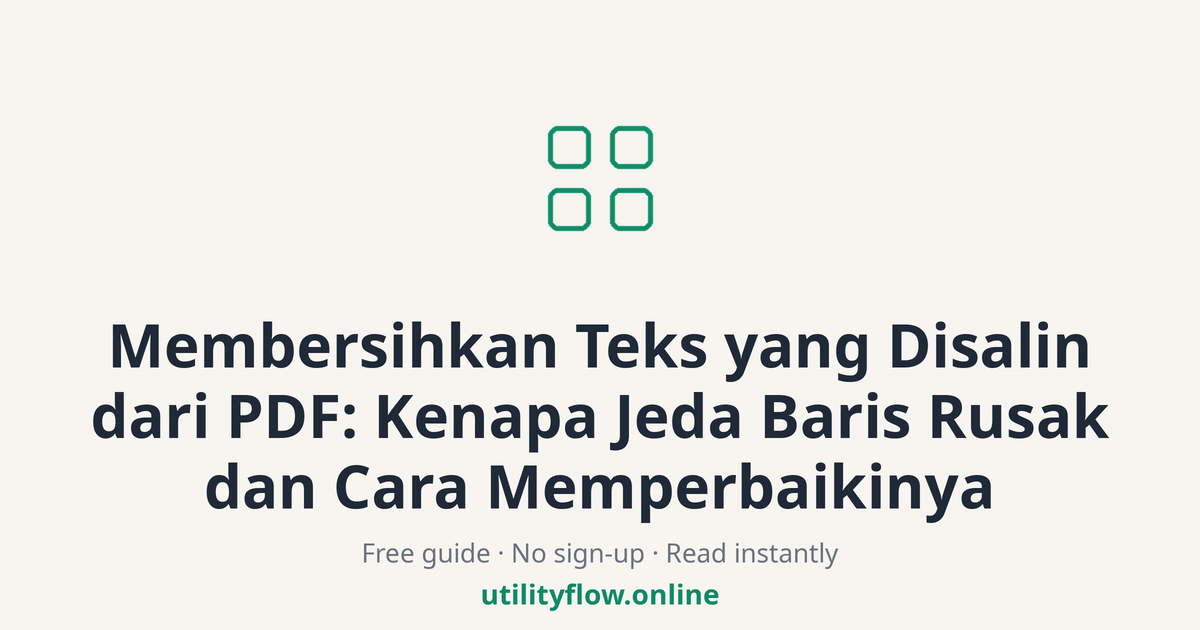 Membersihkan Teks yang Disalin
dari PDF: Kenapa Jeda Baris Rusak
dan Cara Memperbaikinya
Free guide · No sign-up · Read instantly
utilityflow.online